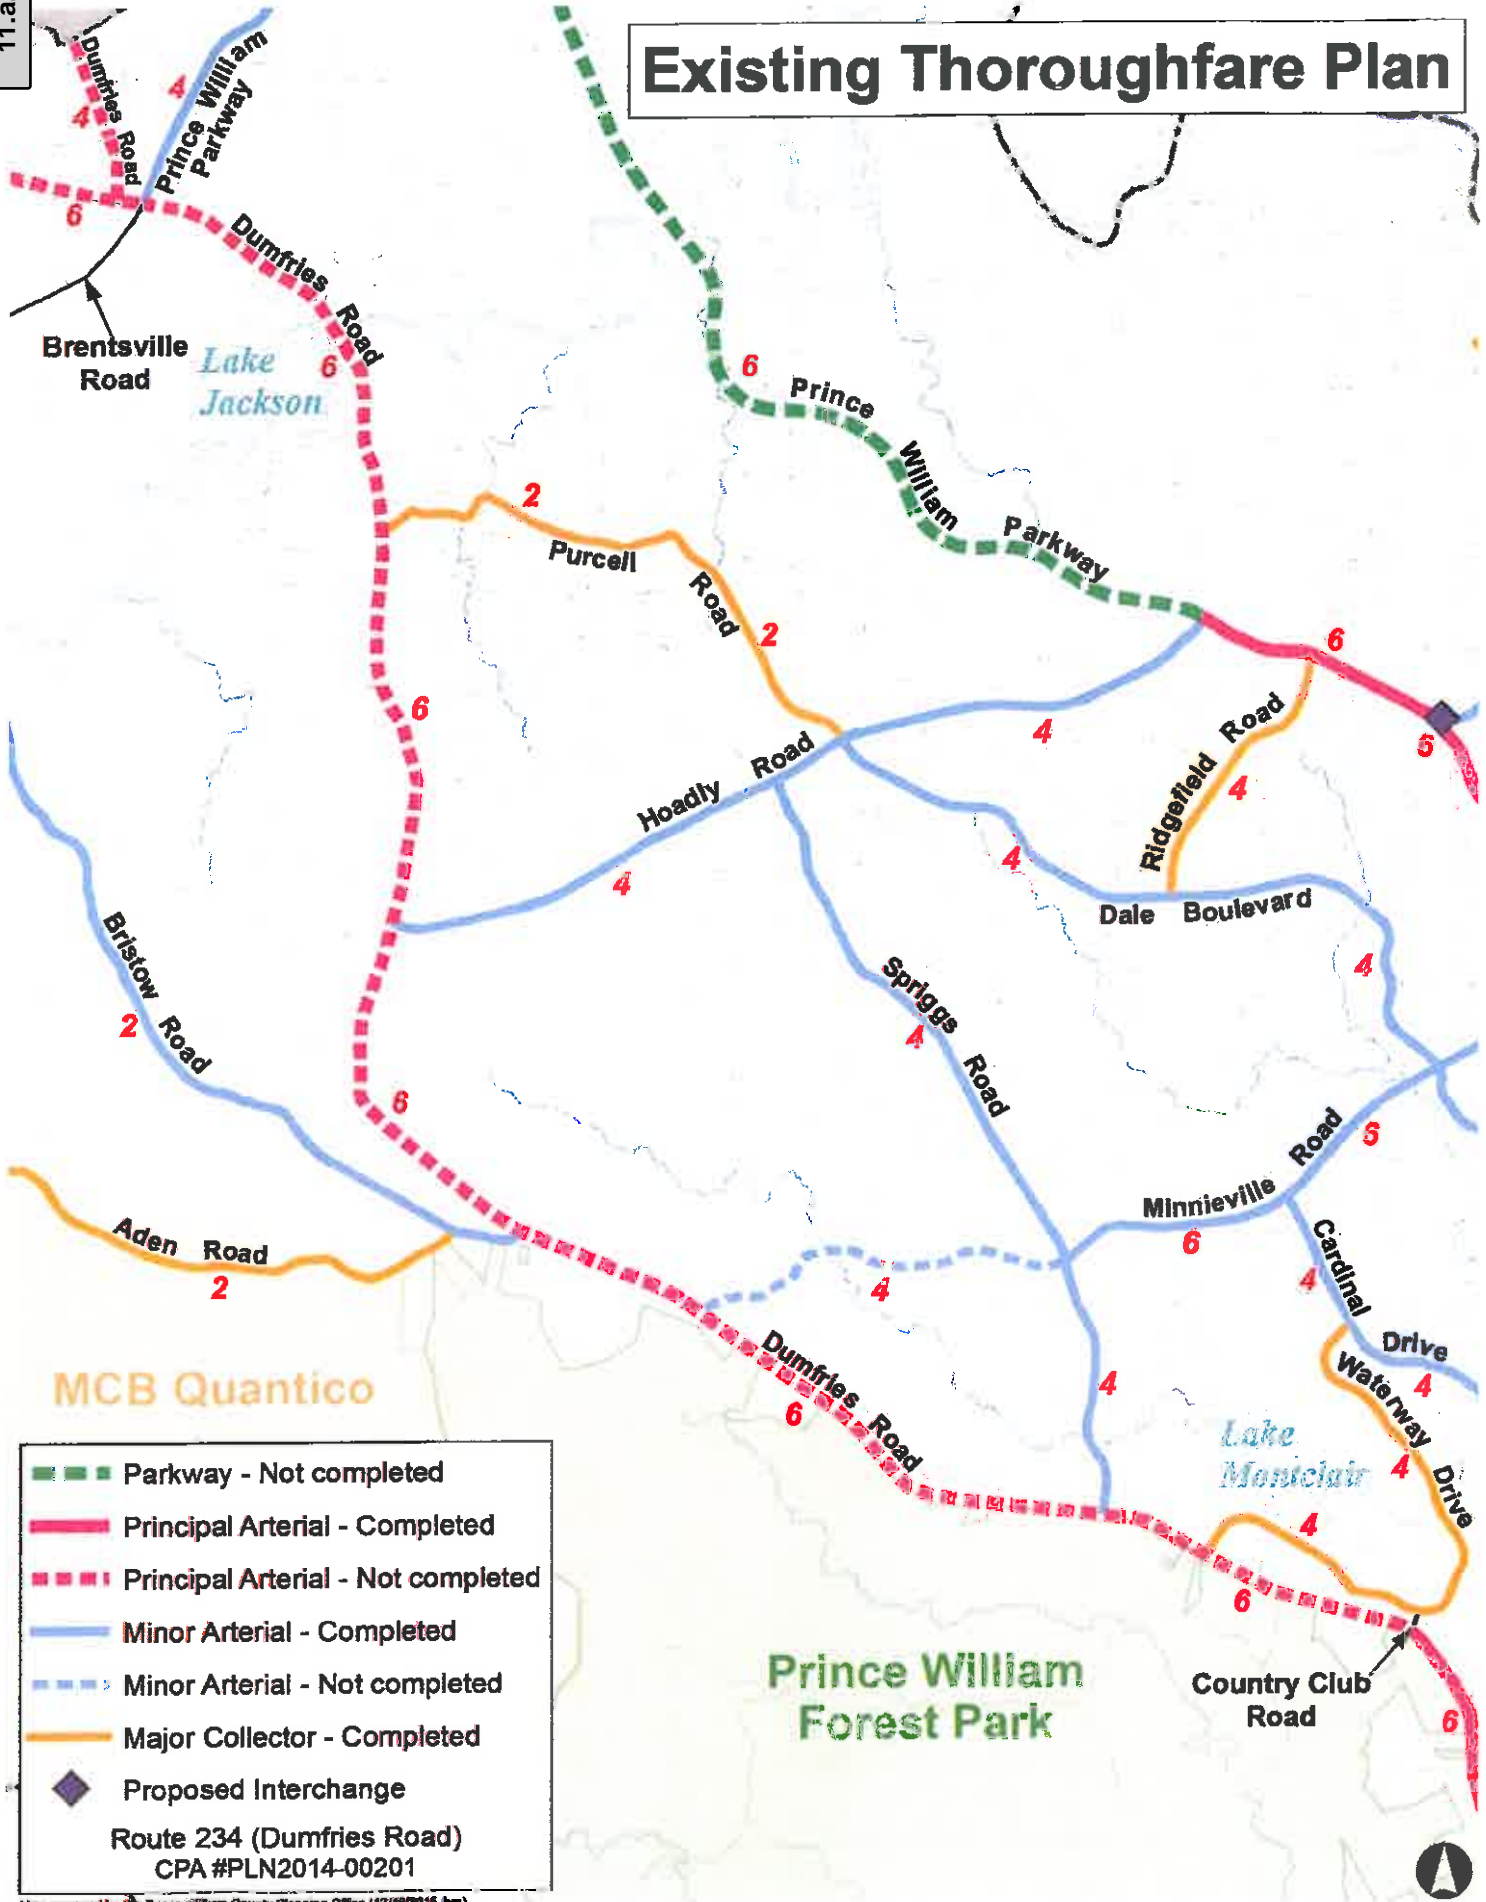 11.a
Existing Thoroughfare Plan
Dumfries Road
4
4
Prince William
Parkway
6
Dumfries Road
6
Brentsville
Road
Lake
Jackson
6
Prince William Parkway
2
Purcell Road
2
6
6
6
4
Ridgefield Road
4
Hoadly Road
4
4
Dale Boulevard
4
Bristow Road
2
Spriggs Road
4
6
Minnieville Road
6
6
Aden Road
2
4
Cardinal Drive
4
4
MCB Quantico
Dumfries Road
6
4
Waterway Drive
4
Lake
Montclair
4
6
Country Club
Road
6
Prince William
Forest Park
Parkway - Not completed
Principal Arterial - Completed
Principal Arterial - Not completed
Minor Arterial - Completed
Minor Arterial - Not completed
Major Collector - Completed
Proposed Interchange
Route 234 (Dumfries Road)
CPA #PLN2014-00201